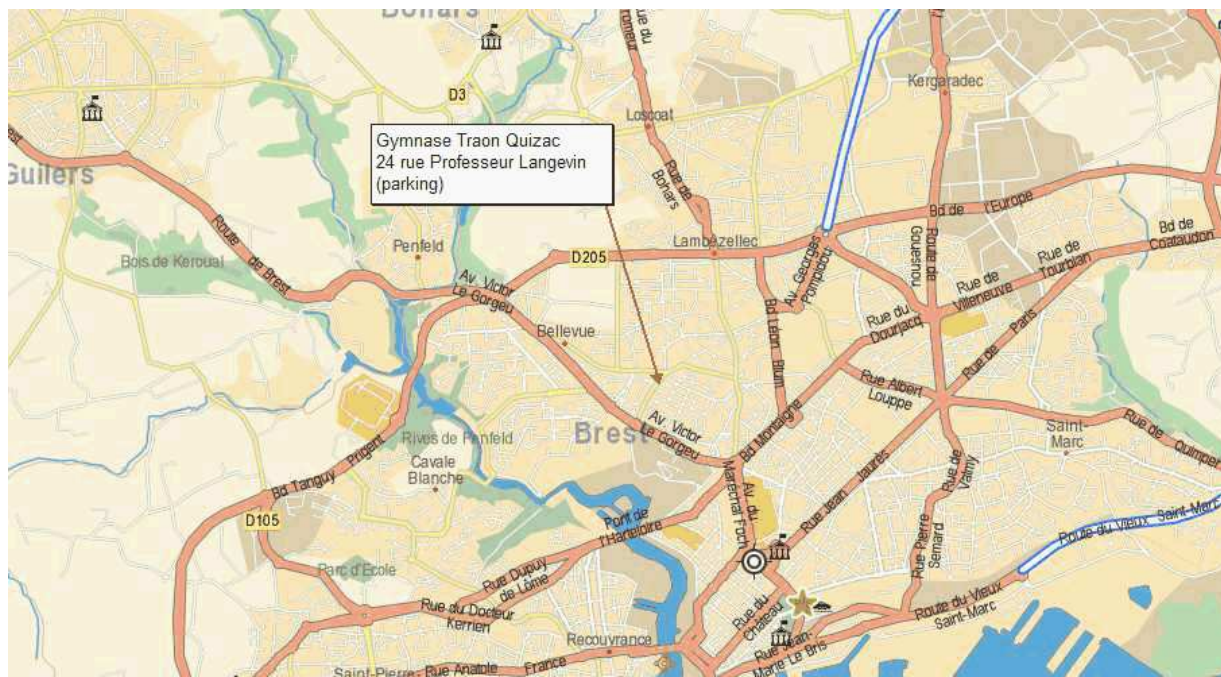 Bohars
D3
Kergaradec
Loscoat
Gymnase Traon Quizac
24 rue Professeur Langevin
(parking)
Guilers
Rue de
Bohars
Route
de Brest
Bois de Keroual
Penfeld
D205
Lambezellec
Bd de l'Europe
Av. Georges
Pompidou
Route de
Gouesnou
Rue de
Tourbian
Bd de
Coataudon
Rue de
Villeneuve
Av. Victor
Le Gorgeu
Bellevue
Bd Léon Blum
Rue du
Dourjacq
Rue de Paris
Rue Albert
Louppe
Av. Victor
Le Gorgeu
Brest
Bd Montaigne
Rives de Penfeld
Cavale
Blanche
Bd Tanguy Prigent
Saint-
Marc
Rue de Quimper
Rue de
Valmy
Rue Jean Jaurès
Av. du
Maréchal Foch
Pont de
l'Harteloire
D105
Parc d'Ecole
Rue Dupuy
de Lôme
Rue du Docteur
Kerrien
Rue Pierre
Semard
Route du Vieux Saint-Marc
Route du Vieux
Saint-Marc
Rue du
Château
Rue Jean-
Marie Le Bris
Recouvrance
Saint-Pierre
Rue Anatole France